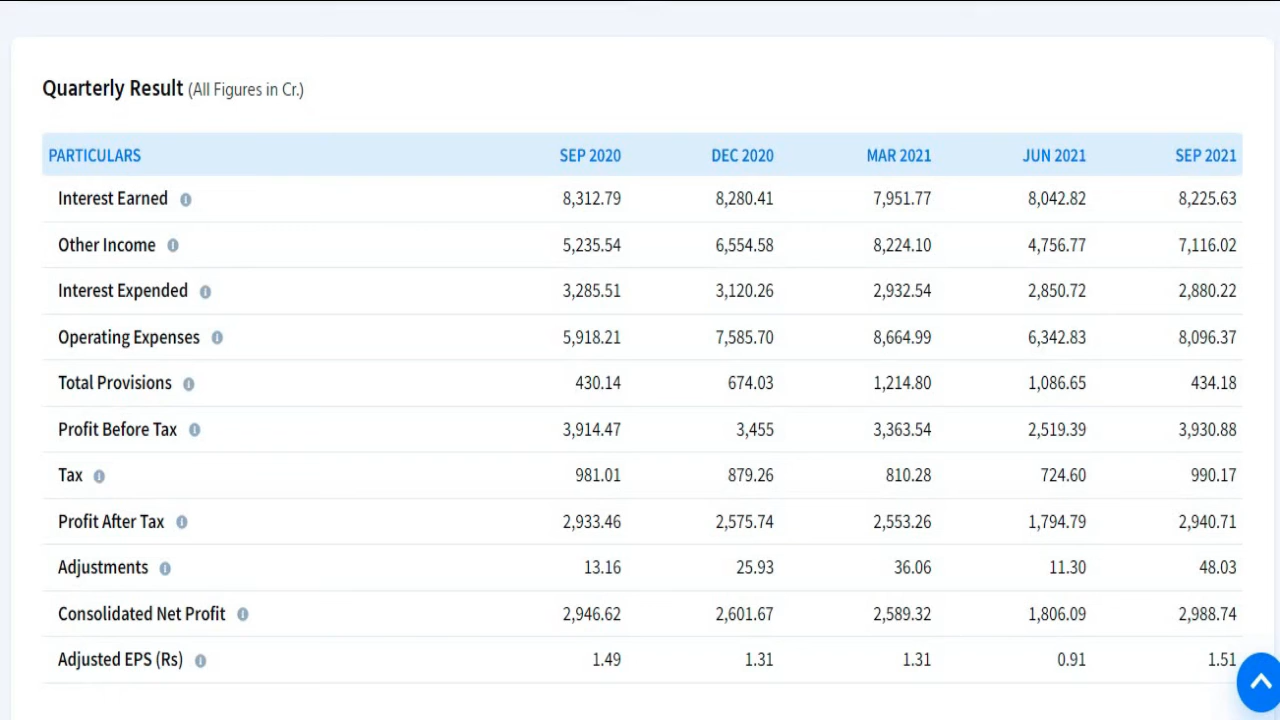 Quarterly Result (All Figures in Cr.)
PARTICULARS SEP 2020 DEC 2020 MAR 2021 JUN 2021 SEP 2021
Interest Earned 8,312.79 8,280.41 7,951.77 8,042.82 8,225.63
Other Income 5,235.54 6,554.58 8,224.10 4,756.77 7,116.02
Interest Expended 3,285.51 3,120.26 2,932.54 2,850.72 2,880.22
Operating Expenses 5,918.21 7,585.70 8,664.99 6,342.83 8,096.37
Total Provisions 430.14 674.03 1,214.80 1,086.65 434.18
Profit Before Tax 3,914.47 3,455 3,363.54 2,519.39 3,930.88
Tax 981.01 879.26 810.28 724.60 990.17
Profit After Tax 2,933.46 2,575.74 2,553.26 1,794.79 2,940.71
Adjustments 13.16 25.93 36.06 11.30 48.03
Consolidated Net Profit 2,946.62 2,601.67 2,589.32 1,806.09 2,988.74
Adjusted EPS (Rs) 1.49 1.31 1.31 0.91 1.51